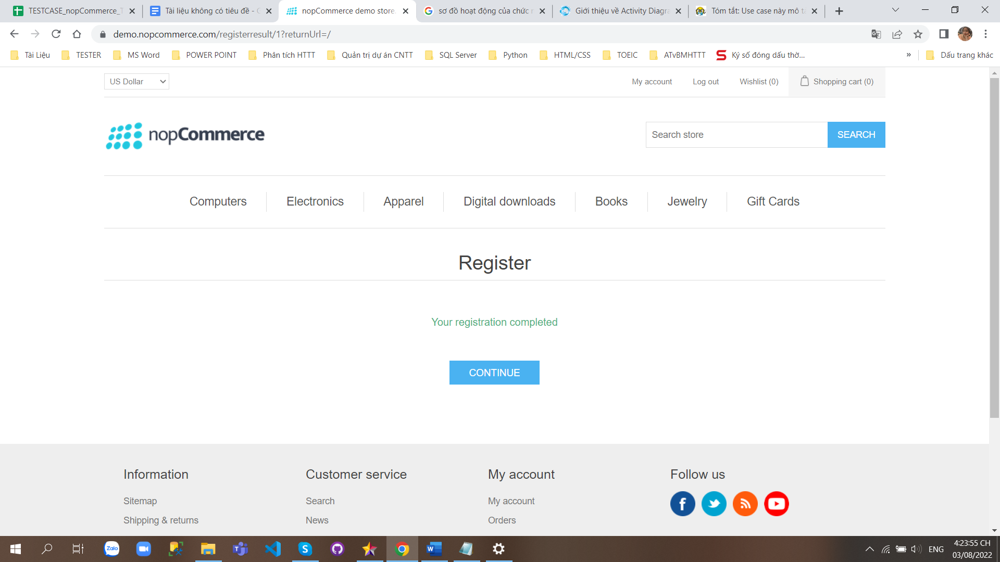 TESTCASE_nopCommerce_T
Tài liệu không có tiêu đề - G
nopCommerce demo store.
sơ đồ hoạt động của chức n
Giới thiệu về Activity Diagra
Tóm tắt: Use case này mô tả
demo.nopcommerce.com/registerresult/1?returnUrl=/
Tài Liệu
TESTER
MS Word
POWER POINT
Phân tích HTTT
Quản trị dự án CNTT
SQL Server
Python
HTML/CSS
TOEIC
ATvBMHTTT
Ký số đóng dấu thờ...
»
Dấu trang khác
US Dollar
My account
Log out
Wishlist (0)
Shopping cart (0)
nopCommerce
Search store
SEARCH
Computers
Electronics
Apparel
Digital downloads
Books
Jewelry
Gift Cards
Register
Your registration completed
CONTINUE
Information
Customer service
My account
Follow us
Sitemap
Search
My account
Shipping & returns
News
Orders
Zalo
ENG
4:23:55 CH
03/08/2022